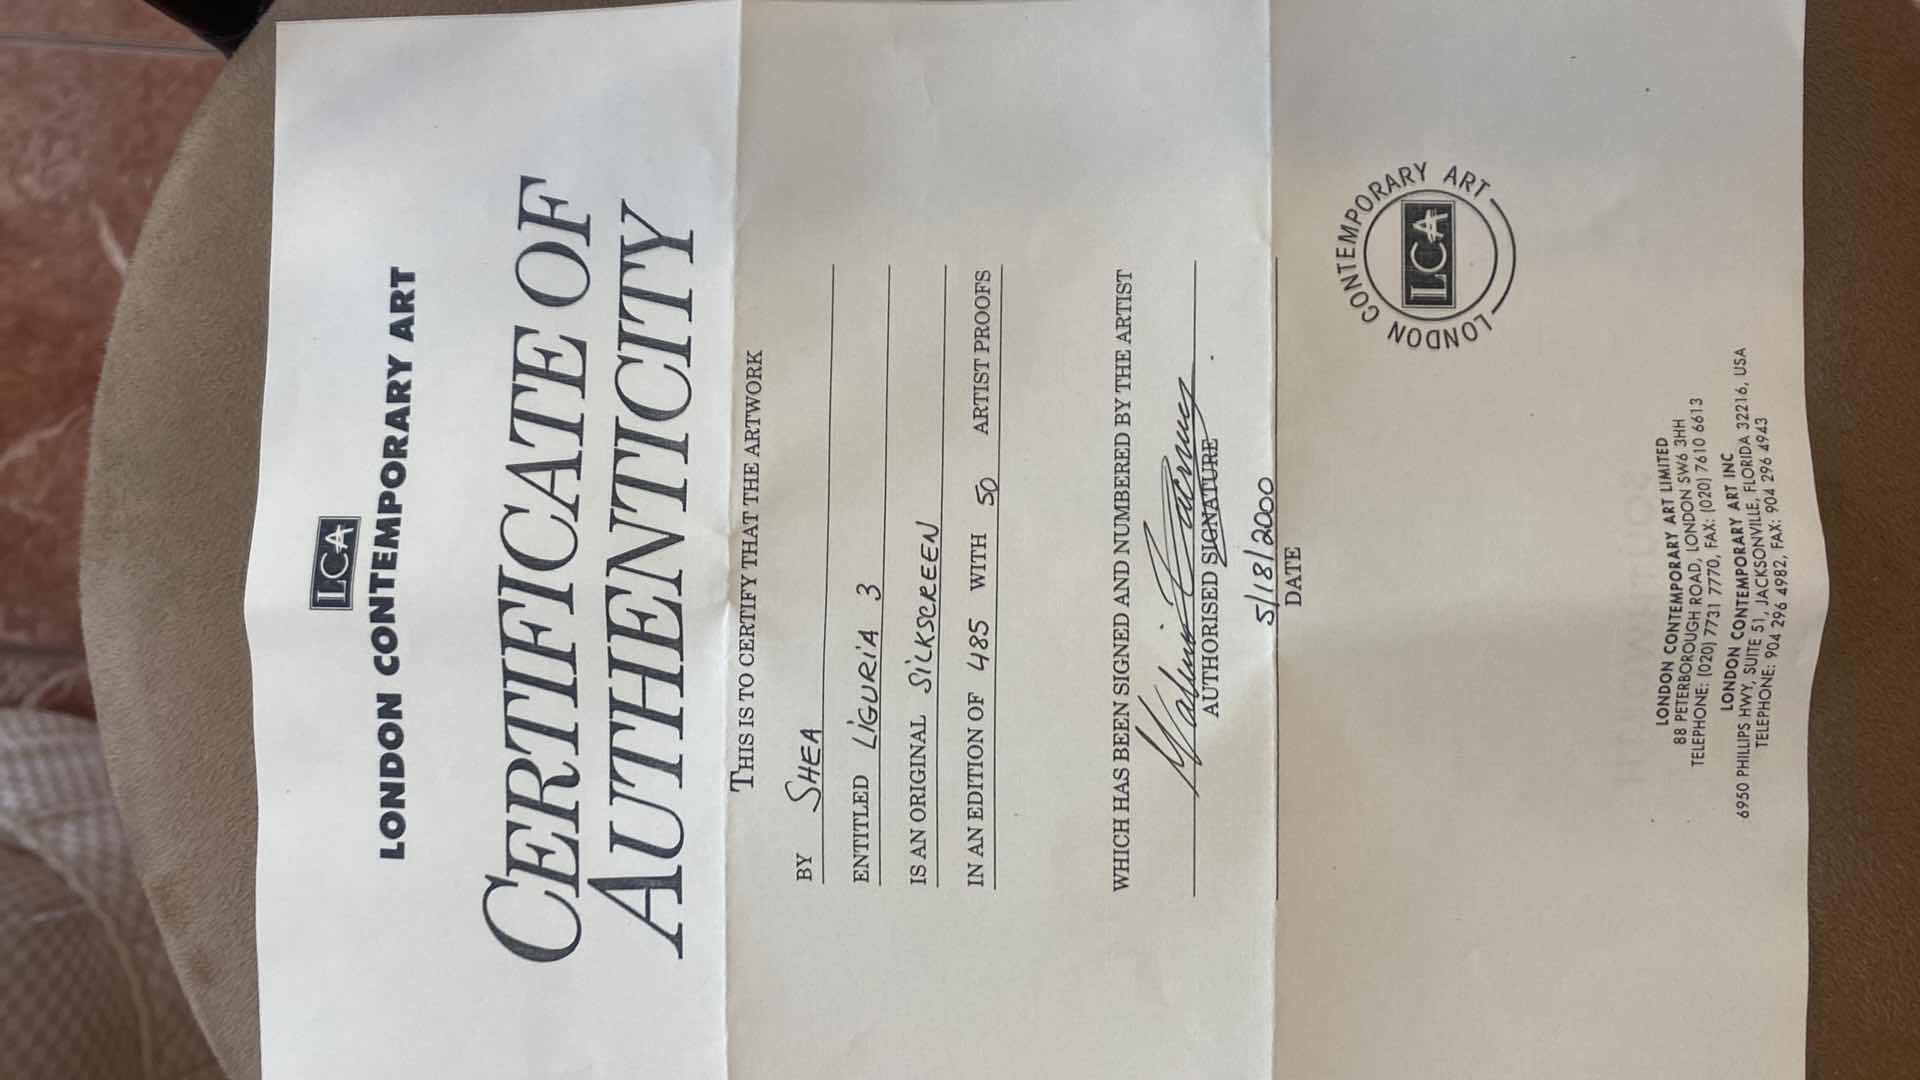 LCA
LONDON CONTEMPORARY ART
CERTIFICATE OF
AUTHENTICITY
THIS IS TO CERTIFY THAT THE ARTWORK
BY SHEA
ENTITLED LIGURIA 3
IS AN ORIGINAL SILKSCREEN
IN AN EDITION OF 485 WITH 50 ARTIST PROOFS
WHICH HAS BEEN SIGNED AND NUMBERED BY THE ARTIST
AUTHORISED SIGNATURE
5/18/2000
DATE
LONDON CONTEMPORARY ART
LCA
LONDON CONTEMPORARY ART LIMITED
88 PETERBOROUGH ROAD, LONDON SW6 3HH
TELEPHONE: (020) 7731 7770, FAX: (020) 7610 6613
LONDON CONTEMPORARY ART INC
6950 PHILLIPS HWY, SUITE 51, JACKSONVILLE, FLORIDA 32216, USA
TELEPHONE: 904 296 4982, FAX: 904 296 4943